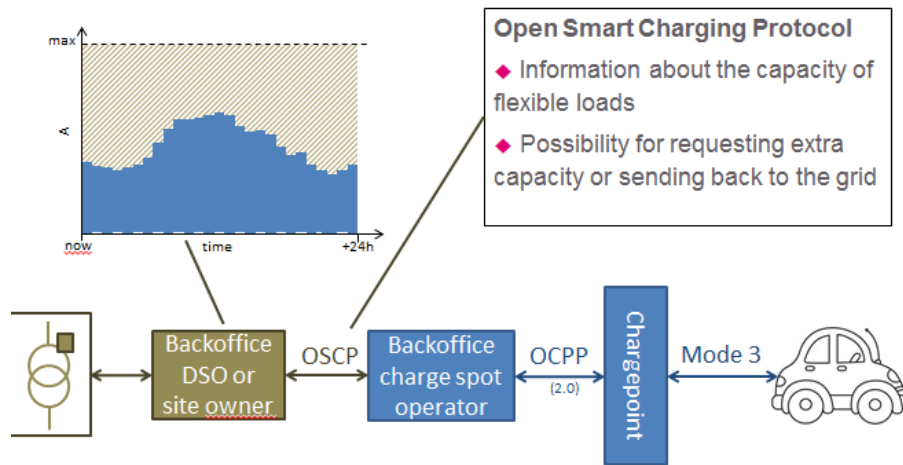 max
A
now
time
+24h
Open Smart Charging Protocol
◆ Information about the capacity of
flexible loads
◆ Possibility for requesting extra
capacity or sending back to the grid
Backoffice
DSO or
site owner
OSCP
Backoffice
charge spot
operator
OCPP
(2.0)
Chargepoint
Mode 3